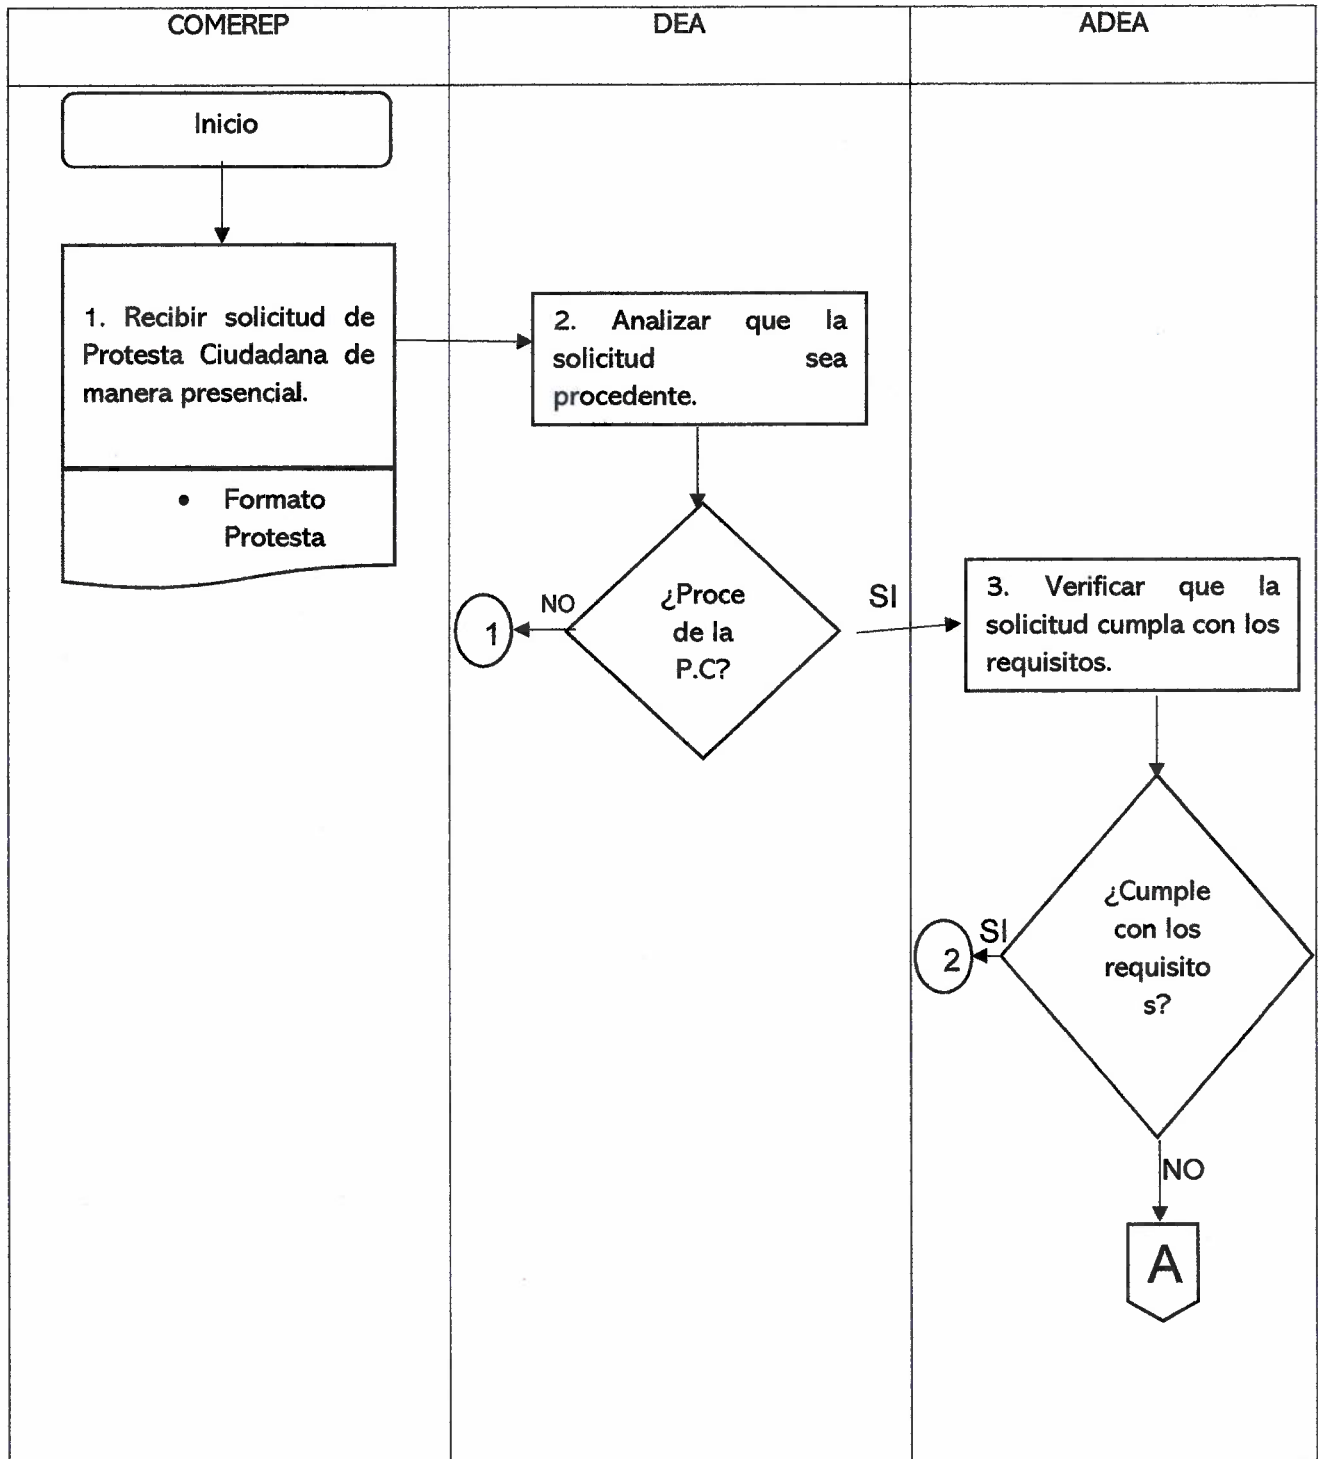 COMEREP
DEA
ADEA
Inicio
1. Recibir solicitud de
Protesta Ciudadana de
manera presencial.
• Formato
Protesta
2. Analizar que la
solicitud sea
procedente.
¿Proce
de la
P.C?
NO
1
SI
3. Verificar que la
solicitud cumpla con los
requisitos.
¿Cumple
con los
requisito
s?
SI
2
NO
A